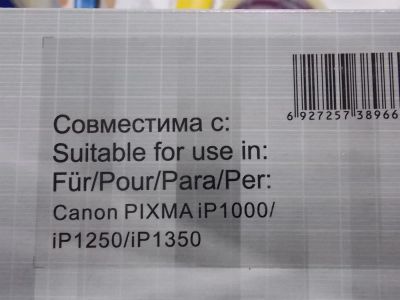 Совместима с:
Suitable for use in:
Für/Pour/Para/Per:
Canon PIXMA iP1000/
iP1250/iP1350
6 927257 38966